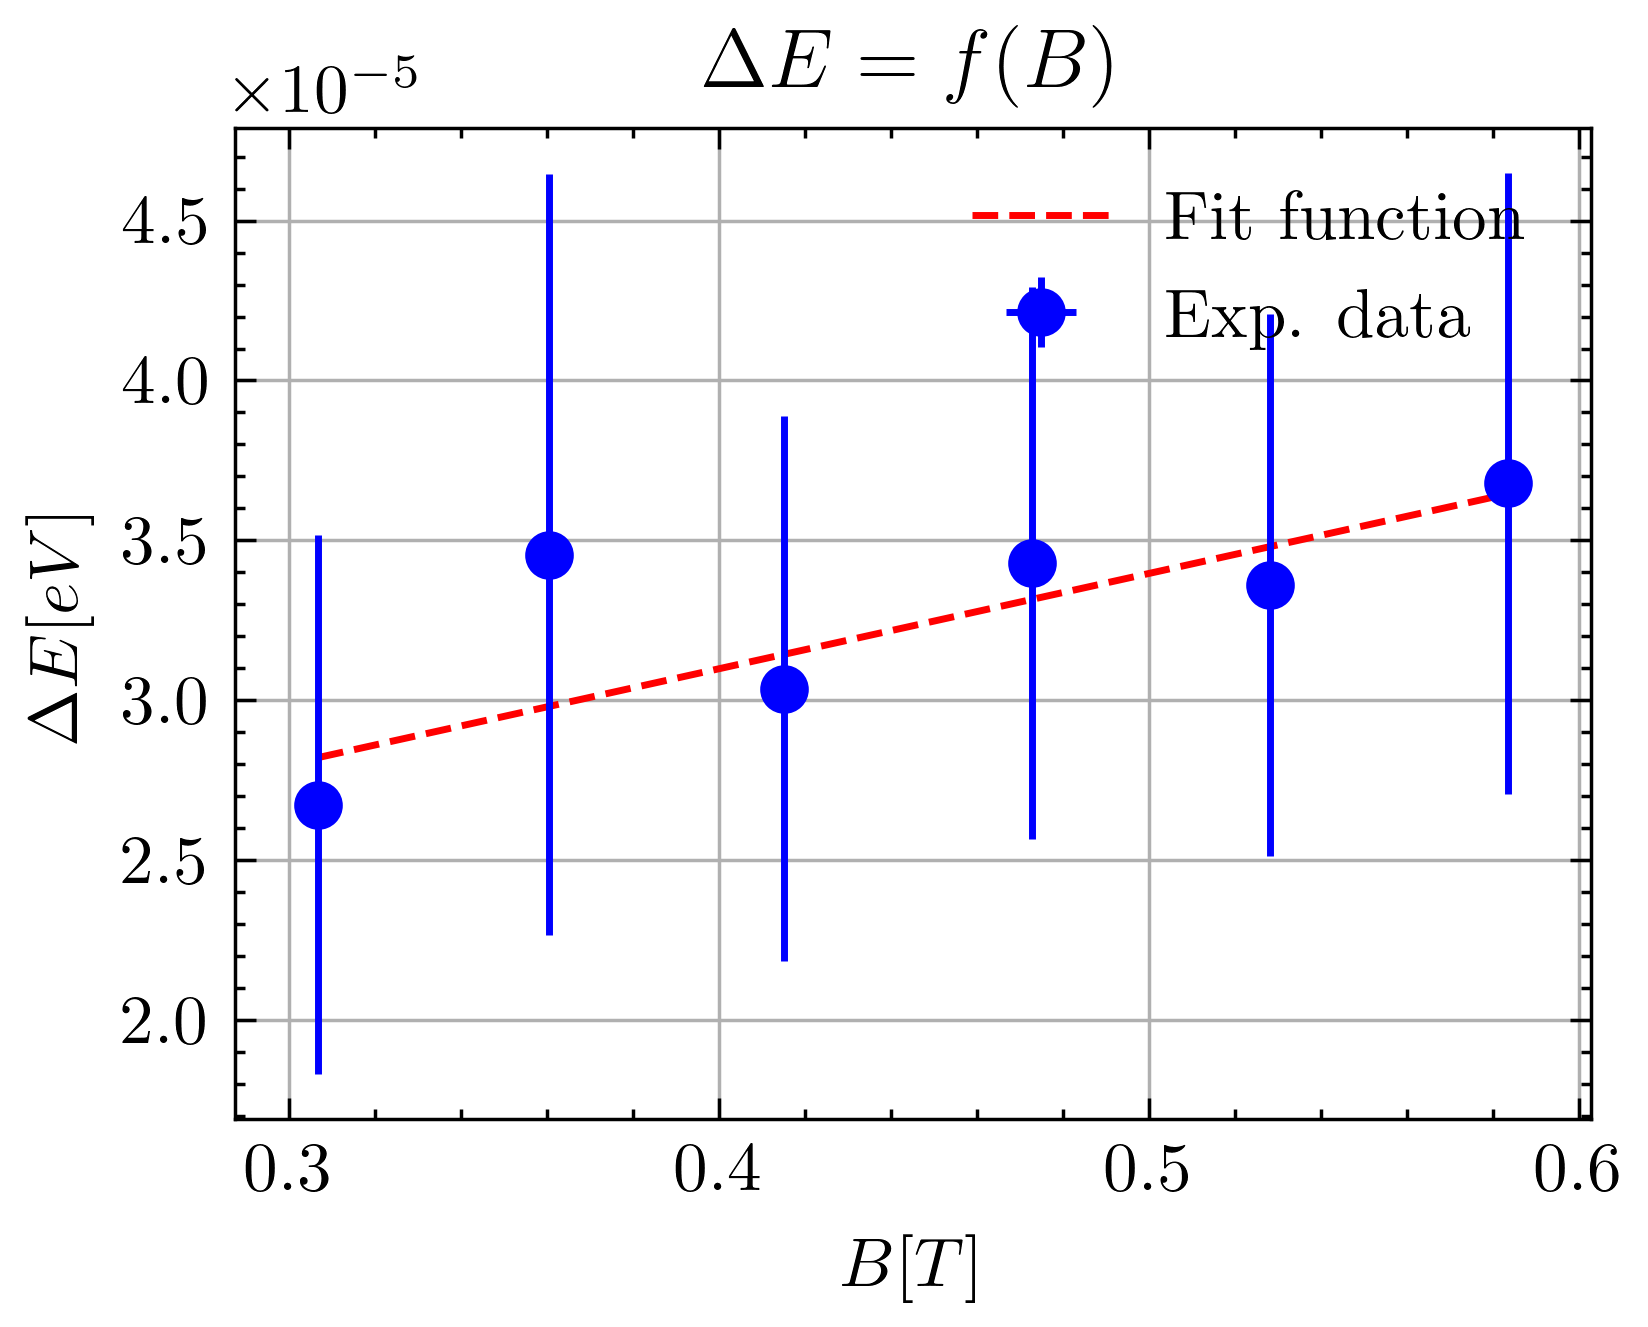 ΔE = f(B)
×10⁻⁵
4.5
4.0
3.5
3.0
2.5
2.0
ΔE[eV]
Fit function
Exp. data
0.3 0.4 0.5 0.6
B[T]